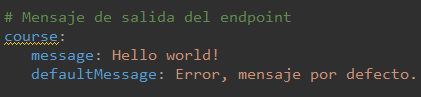 # Mensaje de salida del endpoint
course:
message: Hello world!
defaultMessage: Error, mensaje por defecto.